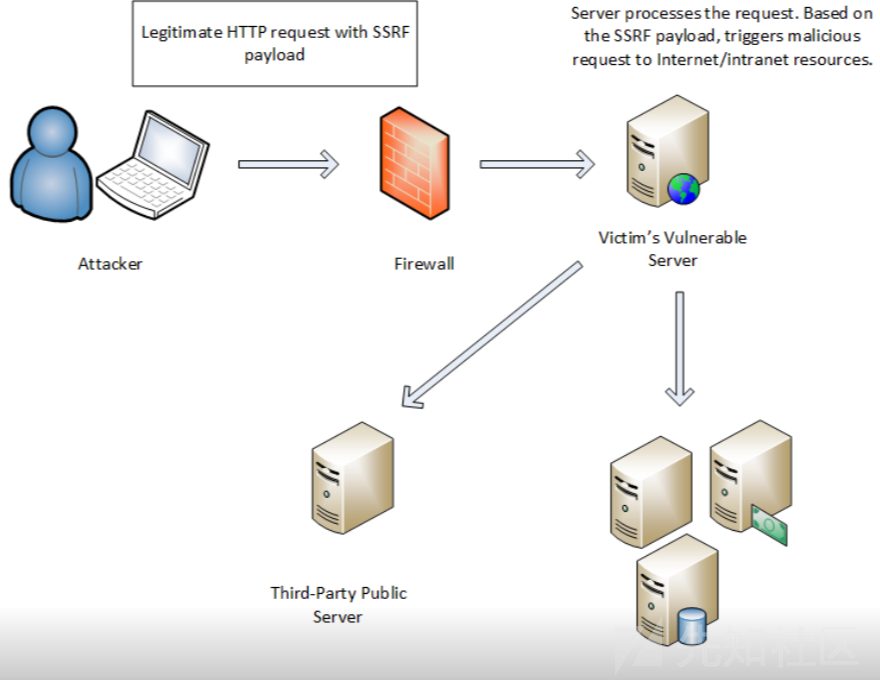 Legitimate HTTP request with SSRF
payload
Server processes the request. Based on
the SSRF payload, triggers malicious
request to Internet/intranet resources.
Attacker
Firewall
Victim's Vulnerable
Server
Third-Party Public
Server
先知社区